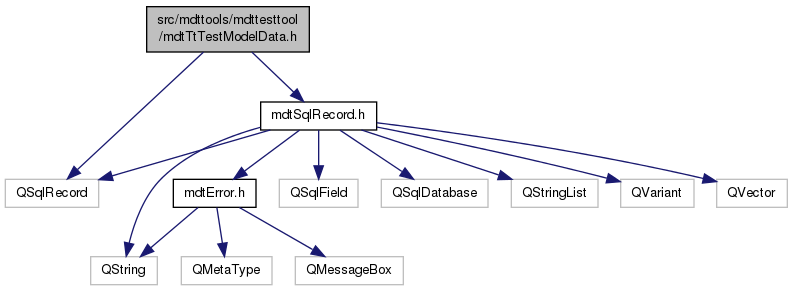 src/mdttools/mdttesttool
/mdtTtTestModelData.h
mdtSqlRecord.h
QSqlRecord
mdtError.h
QSqlField
QSqlDatabase
QStringList
QVariant
QVector
QString
QMetaType
QMessageBox